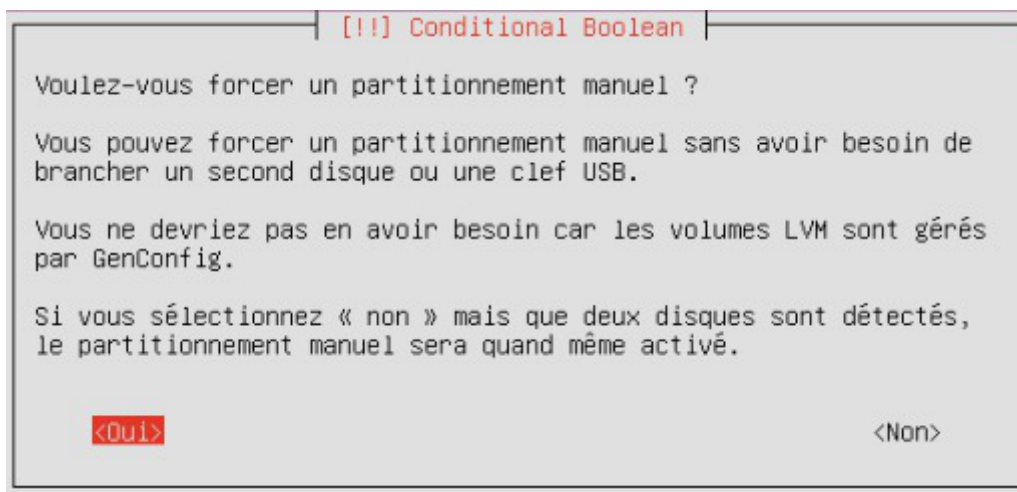 [!!] Conditional Boolean
Voulez-vous forcer un partitionnement manuel ?
Vous pouvez forcer un partitionnement manuel sans avoir besoin de
brancher un second disque ou une clef USB.
Vous ne devriez pas en avoir besoin car les volumes LVM sont gérés
par GenConfig.
Si vous sélectionnez « non » mais que deux disques sont détectés,
le partitionnement manuel sera quand même activé.
<Oui> <Non>